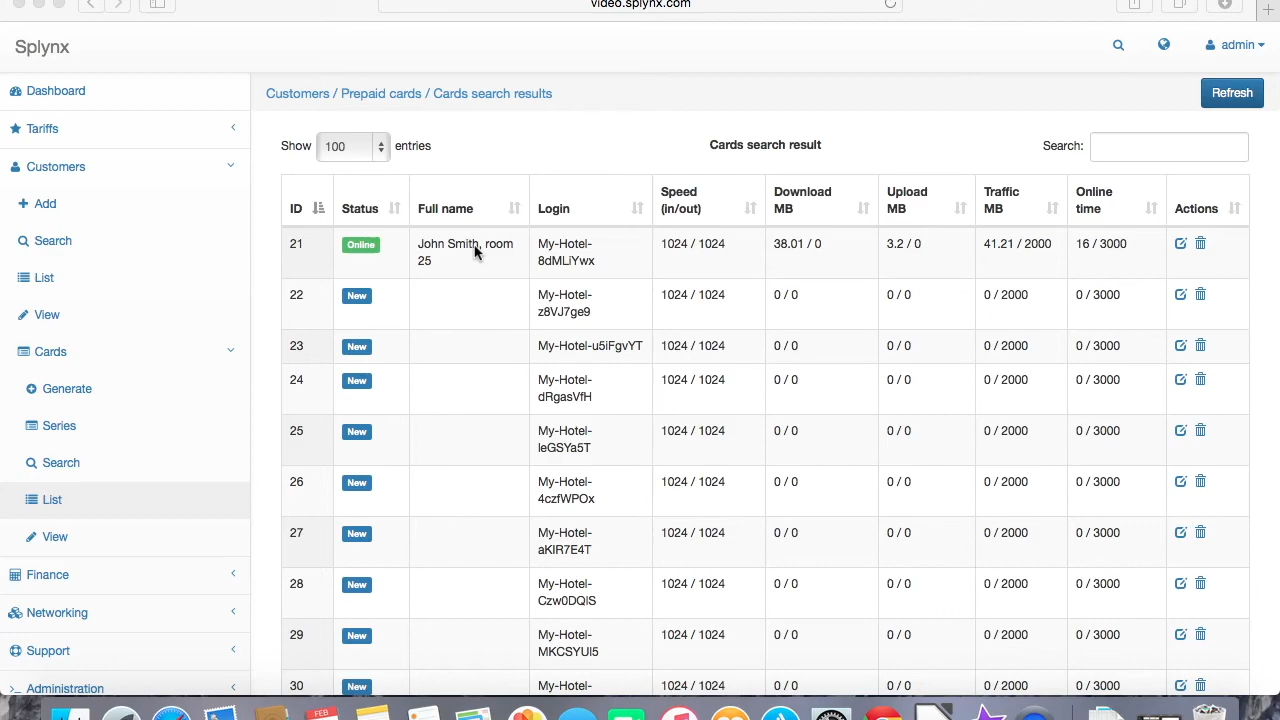 video.splynx.com
Splynx
admin
Dashboard
Tariffs
Customers
Add
Search
List
View
Cards
Generate
Series
Search
List
View
Finance
Networking
Support
Administration
Customers / Prepaid cards / Cards search results
Refresh
Show 100 entries
Cards search result
Search:
ID Status Full name Login Speed (in/out) Download MB Upload MB Traffic MB Online time Actions
21 Online John Smith, room 25 My-Hotel-8dMLiYwx 1024 / 1024 38.01 / 0 3.2 / 0 41.21 / 2000 16 / 3000
22 New My-Hotel-z8VJ7ge9 1024 / 1024 0 / 0 0 / 0 0 / 2000 0 / 3000
23 New My-Hotel-u5iFgvYT 1024 / 1024 0 / 0 0 / 0 0 / 2000 0 / 3000
24 New My-Hotel-dRgasVfH 1024 / 1024 0 / 0 0 / 0 0 / 2000 0 / 3000
25 New My-Hotel-leGSYa5T 1024 / 1024 0 / 0 0 / 0 0 / 2000 0 / 3000
26 New My-Hotel-4czfWPOx 1024 / 1024 0 / 0 0 / 0 0 / 2000 0 / 3000
27 New My-Hotel-aKIR7E4T 1024 / 1024 0 / 0 0 / 0 0 / 2000 0 / 3000
28 New My-Hotel-Czw0DQlS 1024 / 1024 0 / 0 0 / 0 0 / 2000 0 / 3000
29 New My-Hotel-MKCSYUl5 1024 / 1024 0 / 0 0 / 0 0 / 2000 0 / 3000
30 New My-Hotel- 1024 / 1024 0 / 0 0 / 0 0 / 2000 0 / 3000
FEB